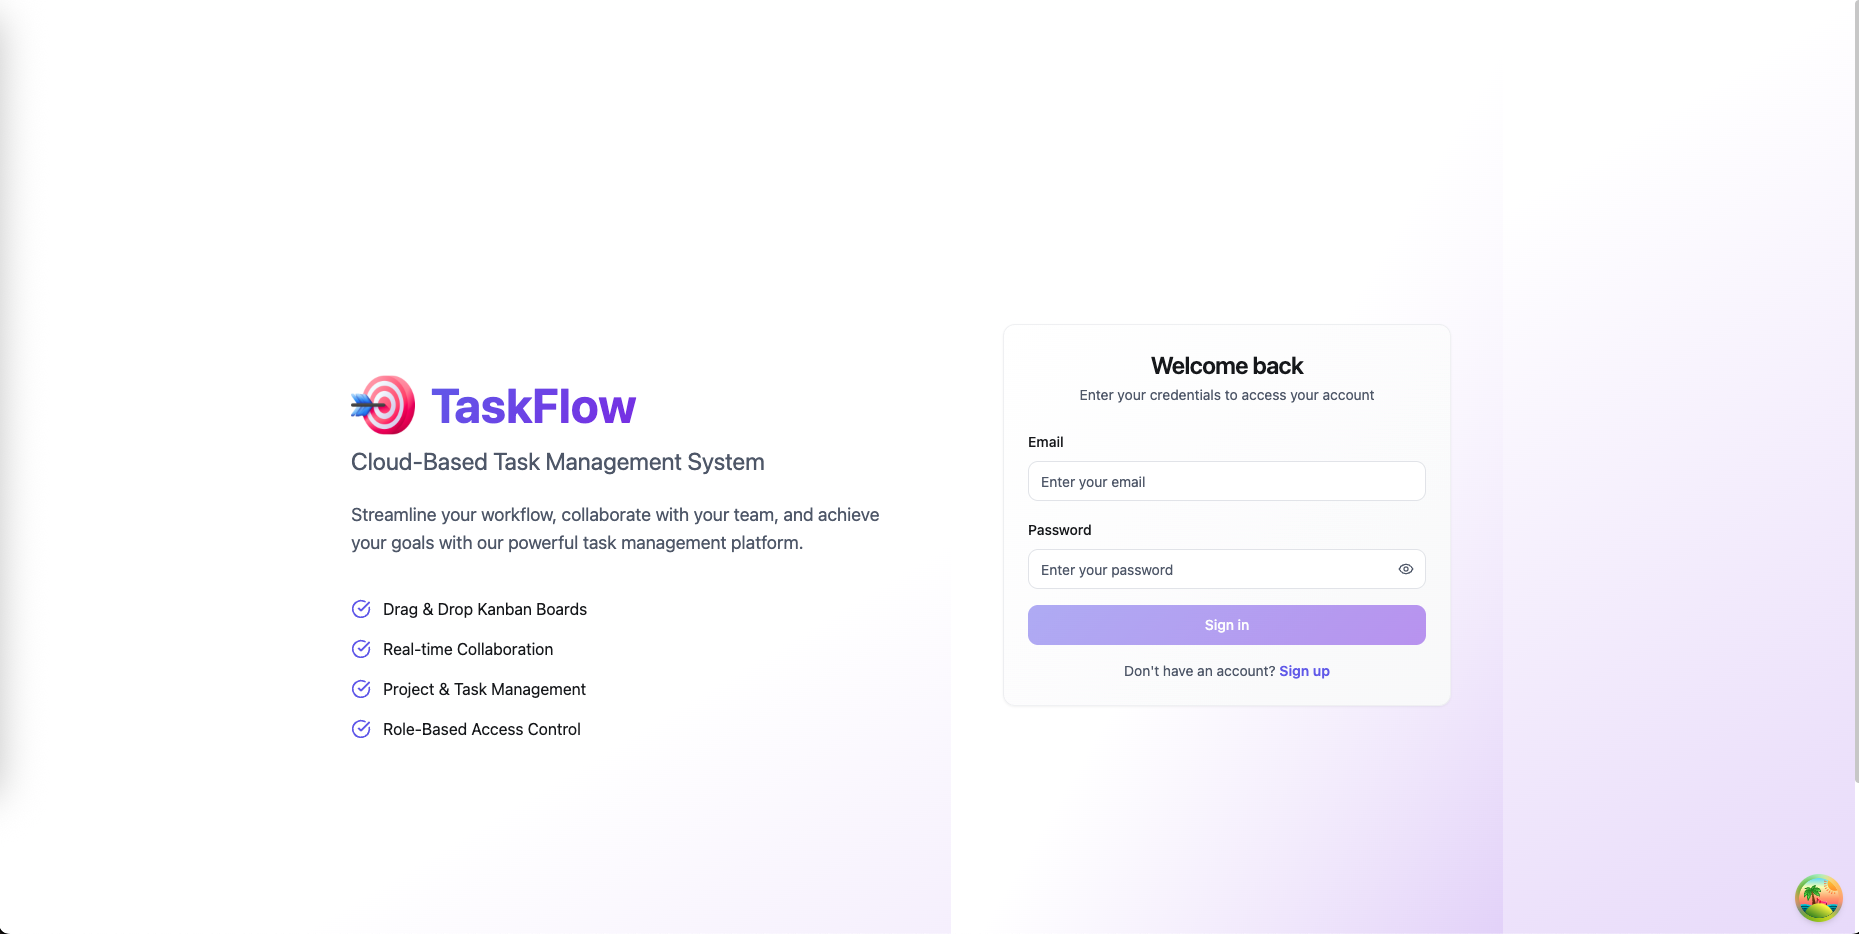 TaskFlow
Cloud-Based Task Management System
Streamline your workflow, collaborate with your team, and achieve
your goals with our powerful task management platform.
Drag & Drop Kanban Boards
Real-time Collaboration
Project & Task Management
Role-Based Access Control
Welcome back
Enter your credentials to access your account
Email
Enter your email
Password
Enter your password
Sign in
Don't have an account? Sign up